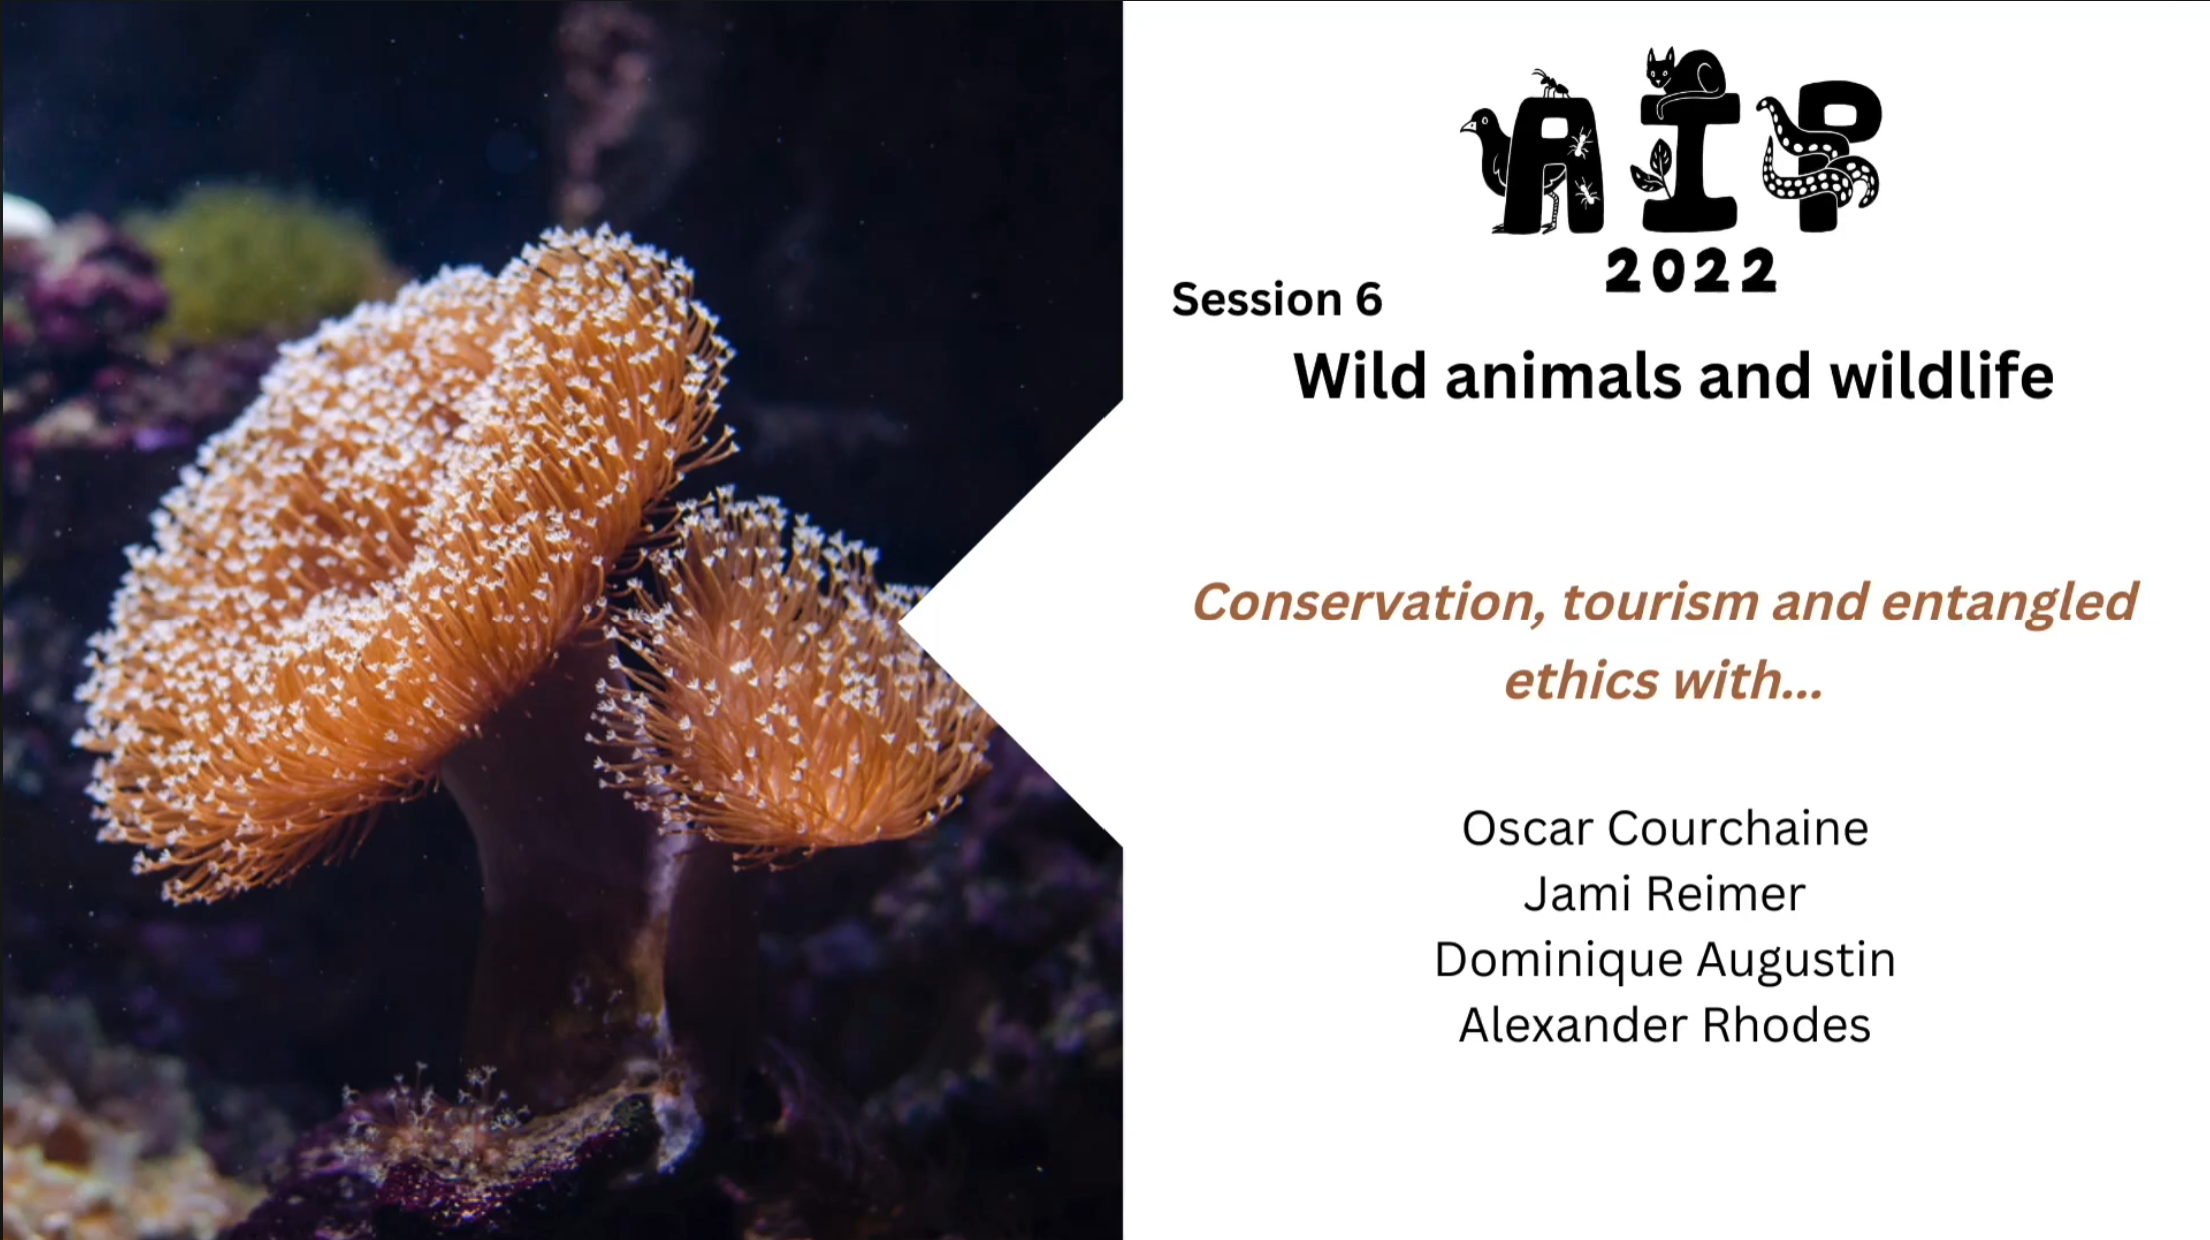 AIP
2022
Session 6
Wild animals and wildlife
Conservation, tourism and entangled
ethics with...
Oscar Courchaine
Jami Reimer
Dominique Augustin
Alexander Rhodes